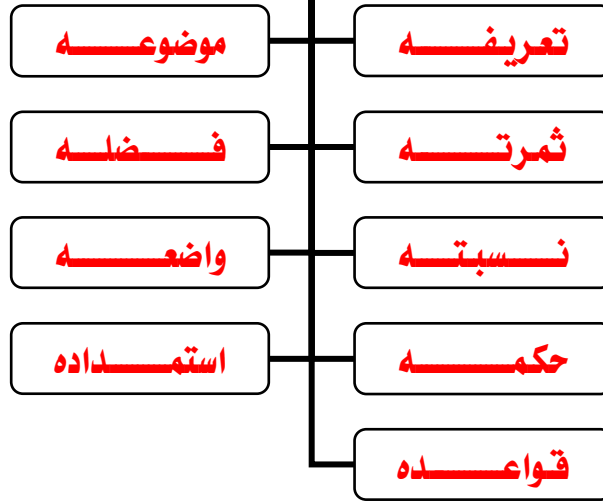 تعريفه
موضوعه
ثمرته
فضله
نسبته
واضعه
حكمه
استمداده
قواعده